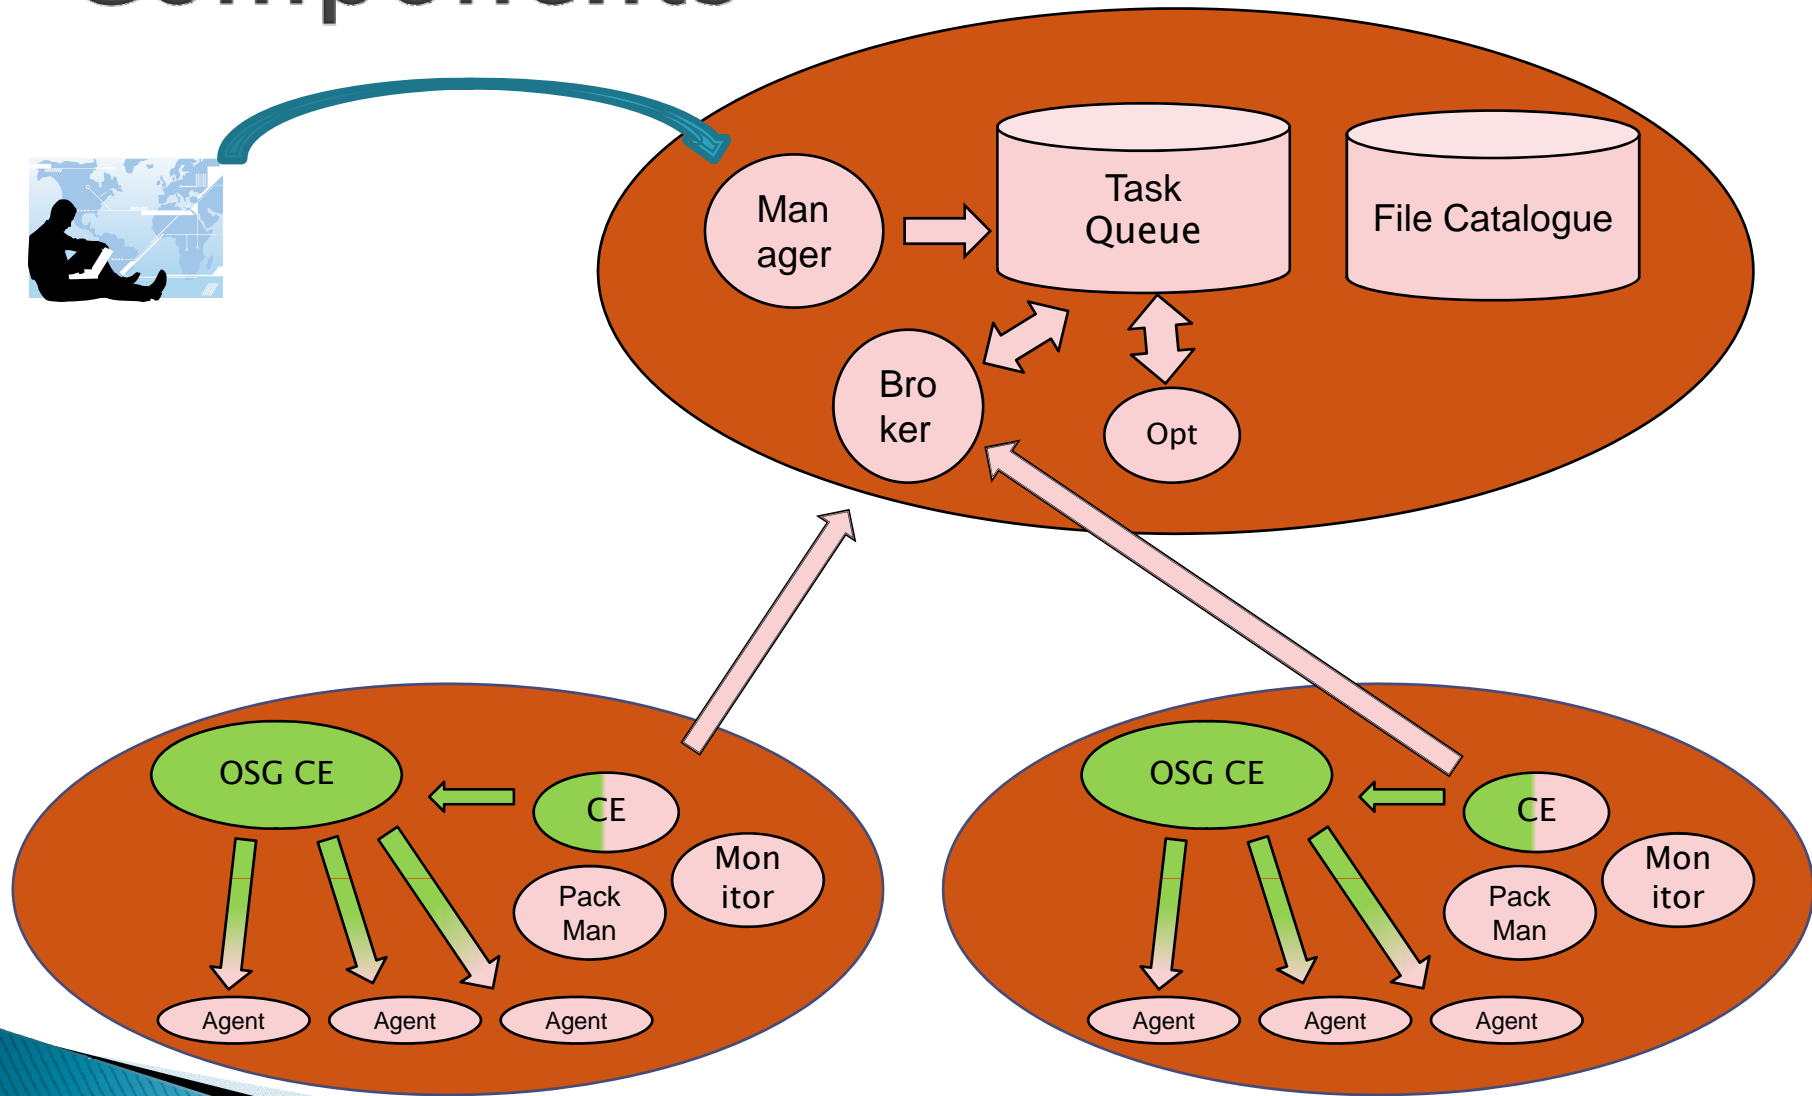 Components
Man
ager
Task
Queue
File Catalogue
Bro
ker
Opt
OSG CE
CE
Mon
itor
Pack
Man
Agent
Agent
Agent
OSG CE
CE
Mon
itor
Pack
Man
Agent
Agent
Agent